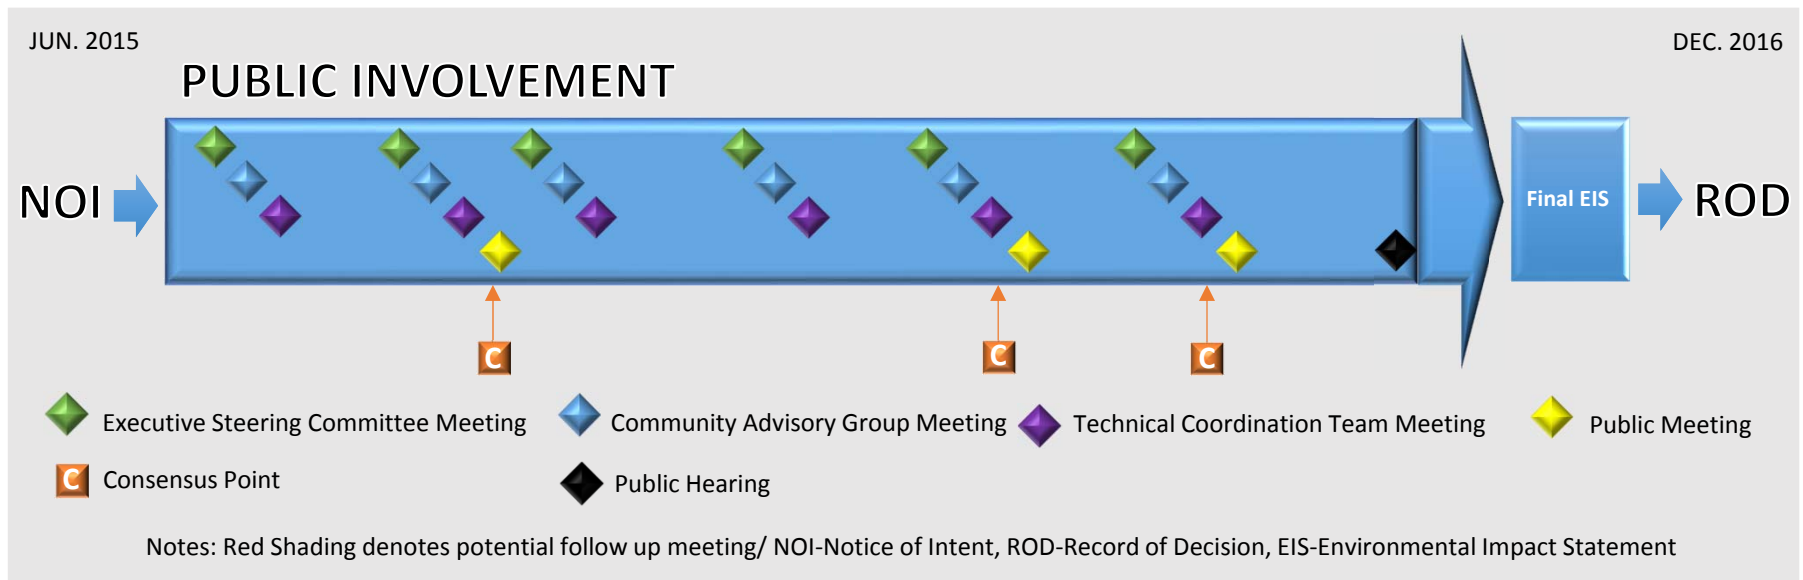 JUN. 2015
DEC. 2016
PUBLIC INVOLVEMENT
NOI
Final EIS
ROD
C
C
C
Executive Steering Committee Meeting
Community Advisory Group Meeting
Technical Coordination Team Meeting
Public Meeting
C
Consensus Point
Public Hearing
Notes: Red Shading denotes potential follow up meeting/ NOI-Notice of Intent, ROD-Record of Decision, EIS-Environmental Impact Statement